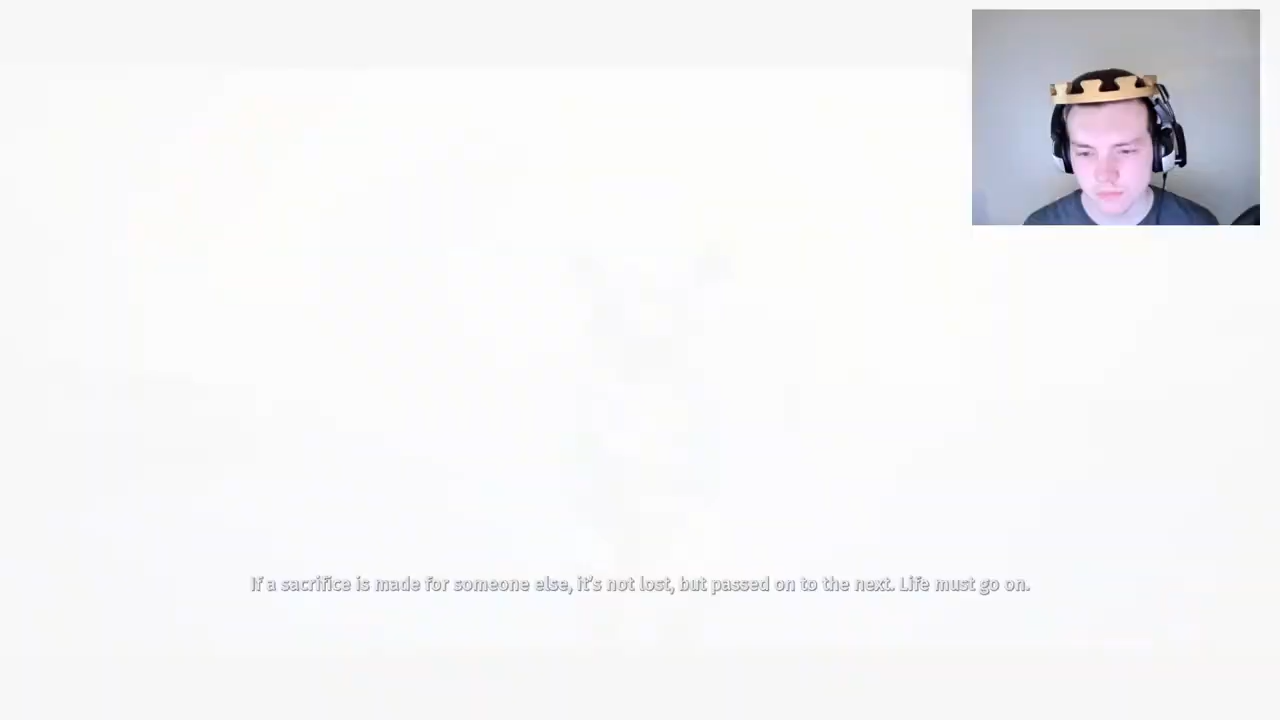 If a sacrifice is made for someone else, it's not lost, but passed on to the next. Life must go on.